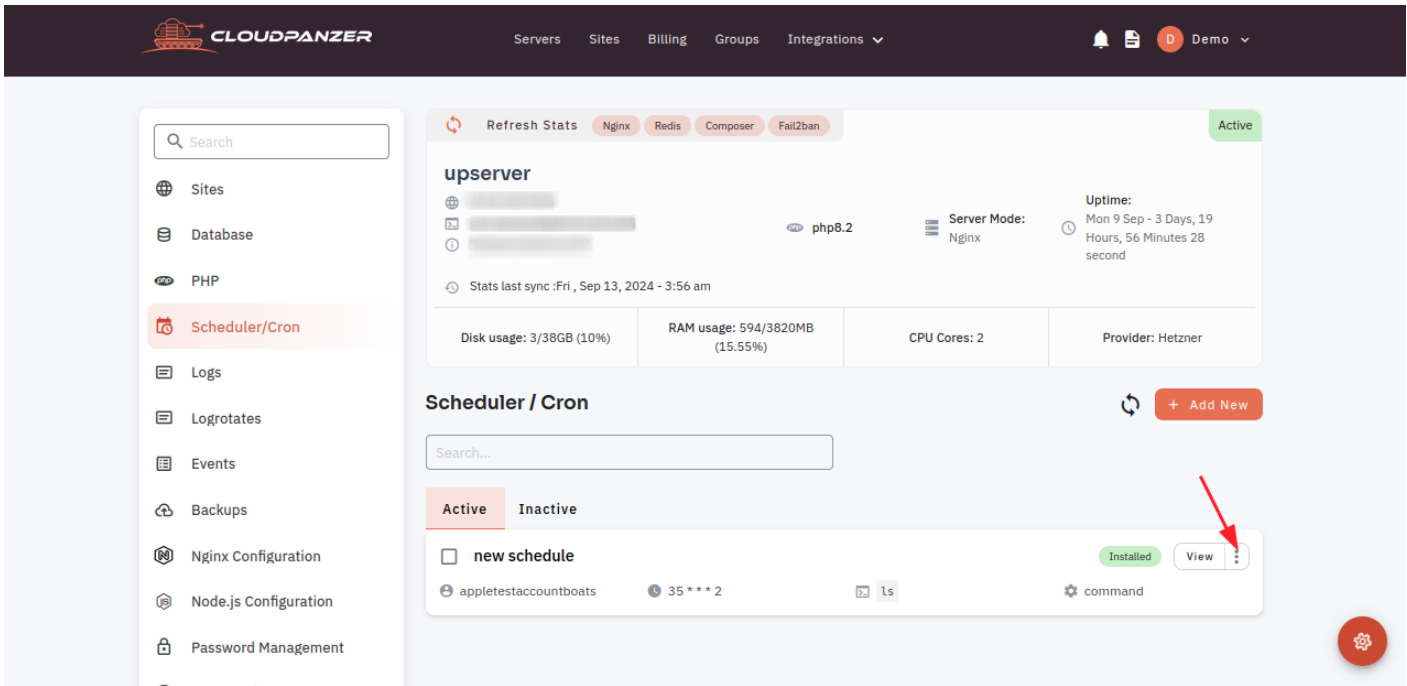 CLOUDPANZER
Servers Sites Billing Groups Integrations
D Demo
Search
Sites
Database
php PHP
Scheduler/Cron
Logs
Logrotates
Events
Backups
Nginx Configuration
Node.js Configuration
Password Management
Refresh Stats Nginx Redis Composer Fail2ban
Active
upserver
php php8.2
Server Mode:
Nginx
Uptime:
Mon 9 Sep - 3 Days, 19
Hours, 56 Minutes 28
second
Stats last sync :Fri , Sep 13, 2024 - 3:56 am
Disk usage: 3/38GB (10%)
RAM usage: 594/3820MB
(15.55%)
CPU Cores: 2
Provider: Hetzner
Scheduler / Cron
+ Add New
Search...
Active Inactive
new schedule
Installed View
appletestaccountboats 35 * * * 2 ls command